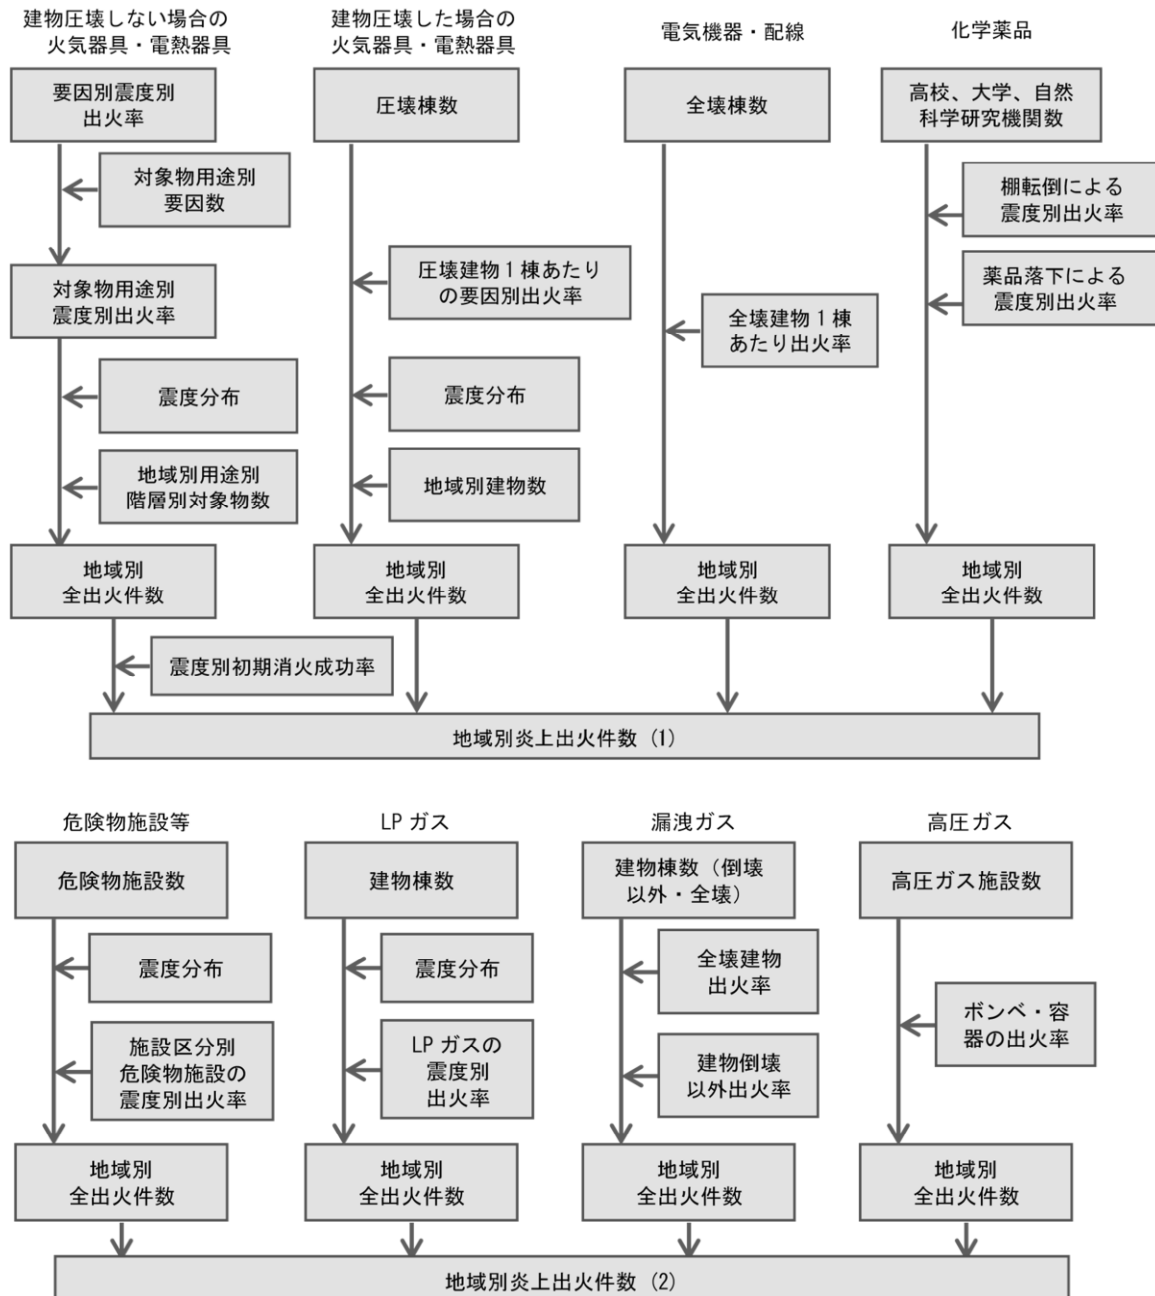 建物圧壊しない場合の
火気器具・電熱器具
要因別震度別
出火率
対象物用途別
要因数
対象物用途別
震度別出火率
震度分布
地域別用途別
階層別対象物数
地域別
全出火件数
震度別初期消火成功率
建物圧壊した場合の
火気器具・電熱器具
圧壊棟数
圧壊建物1棟あたり
の要因別出火率
震度分布
地域別建物数
地域別
全出火件数
電気機器・配線
全壊棟数
全壊建物1棟
あたり出火率
地域別
全出火件数
化学薬品
高校、大学、自然
科学研究機関数
棚転倒による
震度別出火率
薬品落下による
震度別出火率
地域別
全出火件数
地域別炎上出火件数 (1)
危険物施設等
危険物施設数
震度分布
施設区分別
危険物施設の
震度別出火率
地域別
全出火件数
LP ガス
建物棟数
震度分布
LP ガスの
震度別
出火率
地域別
全出火件数
漏洩ガス
建物棟数（倒壊
以外・全壊）
全壊建物
出火率
建物倒壊
以外出火率
地域別
全出火件数
高圧ガス
高圧ガス施設数
ボンベ・容
器の出火率
地域別
全出火件数
地域別炎上出火件数 (2)